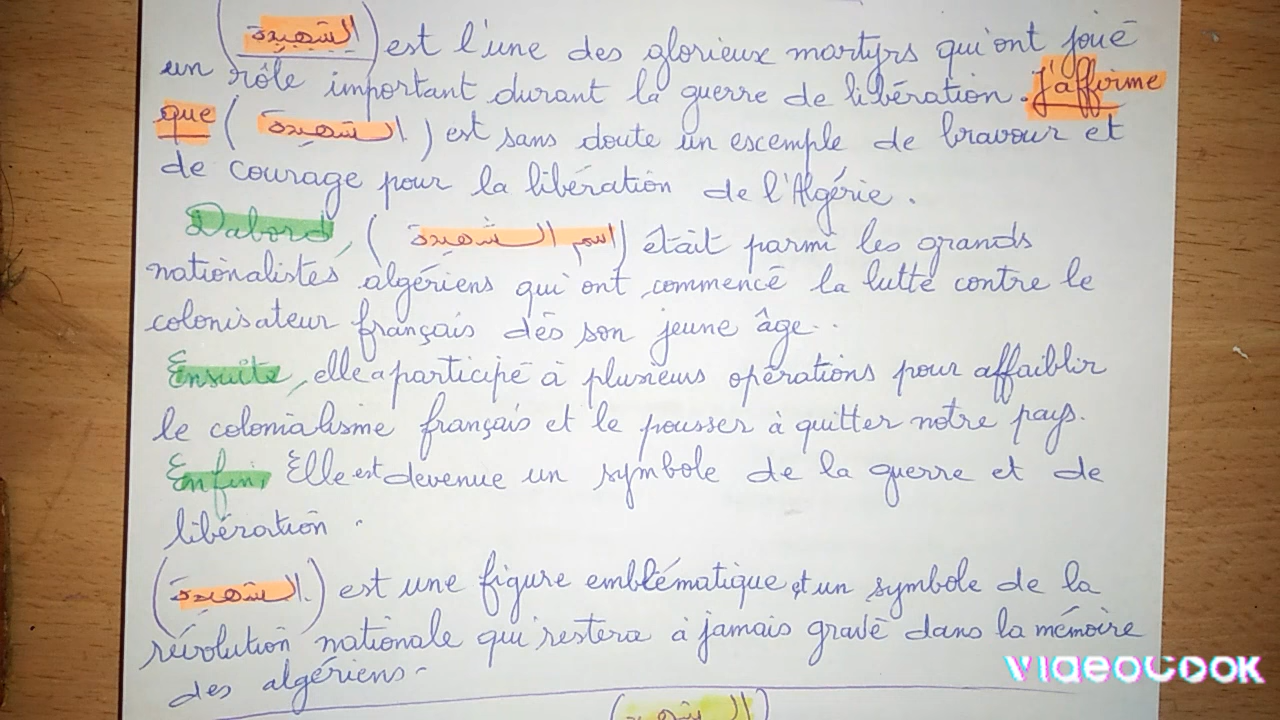 (الشهيدة) est l'une des glorieux martyrs qui ont joué
un rôle important durant la guerre de libération. J'affirme
que (الشهيدة) est sans doute un escemple de bravour et
de courage pour la libération de l'Algérie.
Dabord, (اسم الشهيدة) était parmi les grands
nationalistes algériens qui ont commencé la lutte contre le
colonisateur français dés son jeune âge..
Ensuite, elle a participé à plusieurs opérations pour affaiblir
le colonialisme français et le pousser à quitter notre pays.
Enfin, Elle est devenue un symbole de la guerre et de
libération.
(الشهيدة) est une figure emblématique et un symbole de la
révolution nationale qui restera à jamais gravé dans la mémoire
des algériens-
(الشهيدة)
VIDEOCOOK